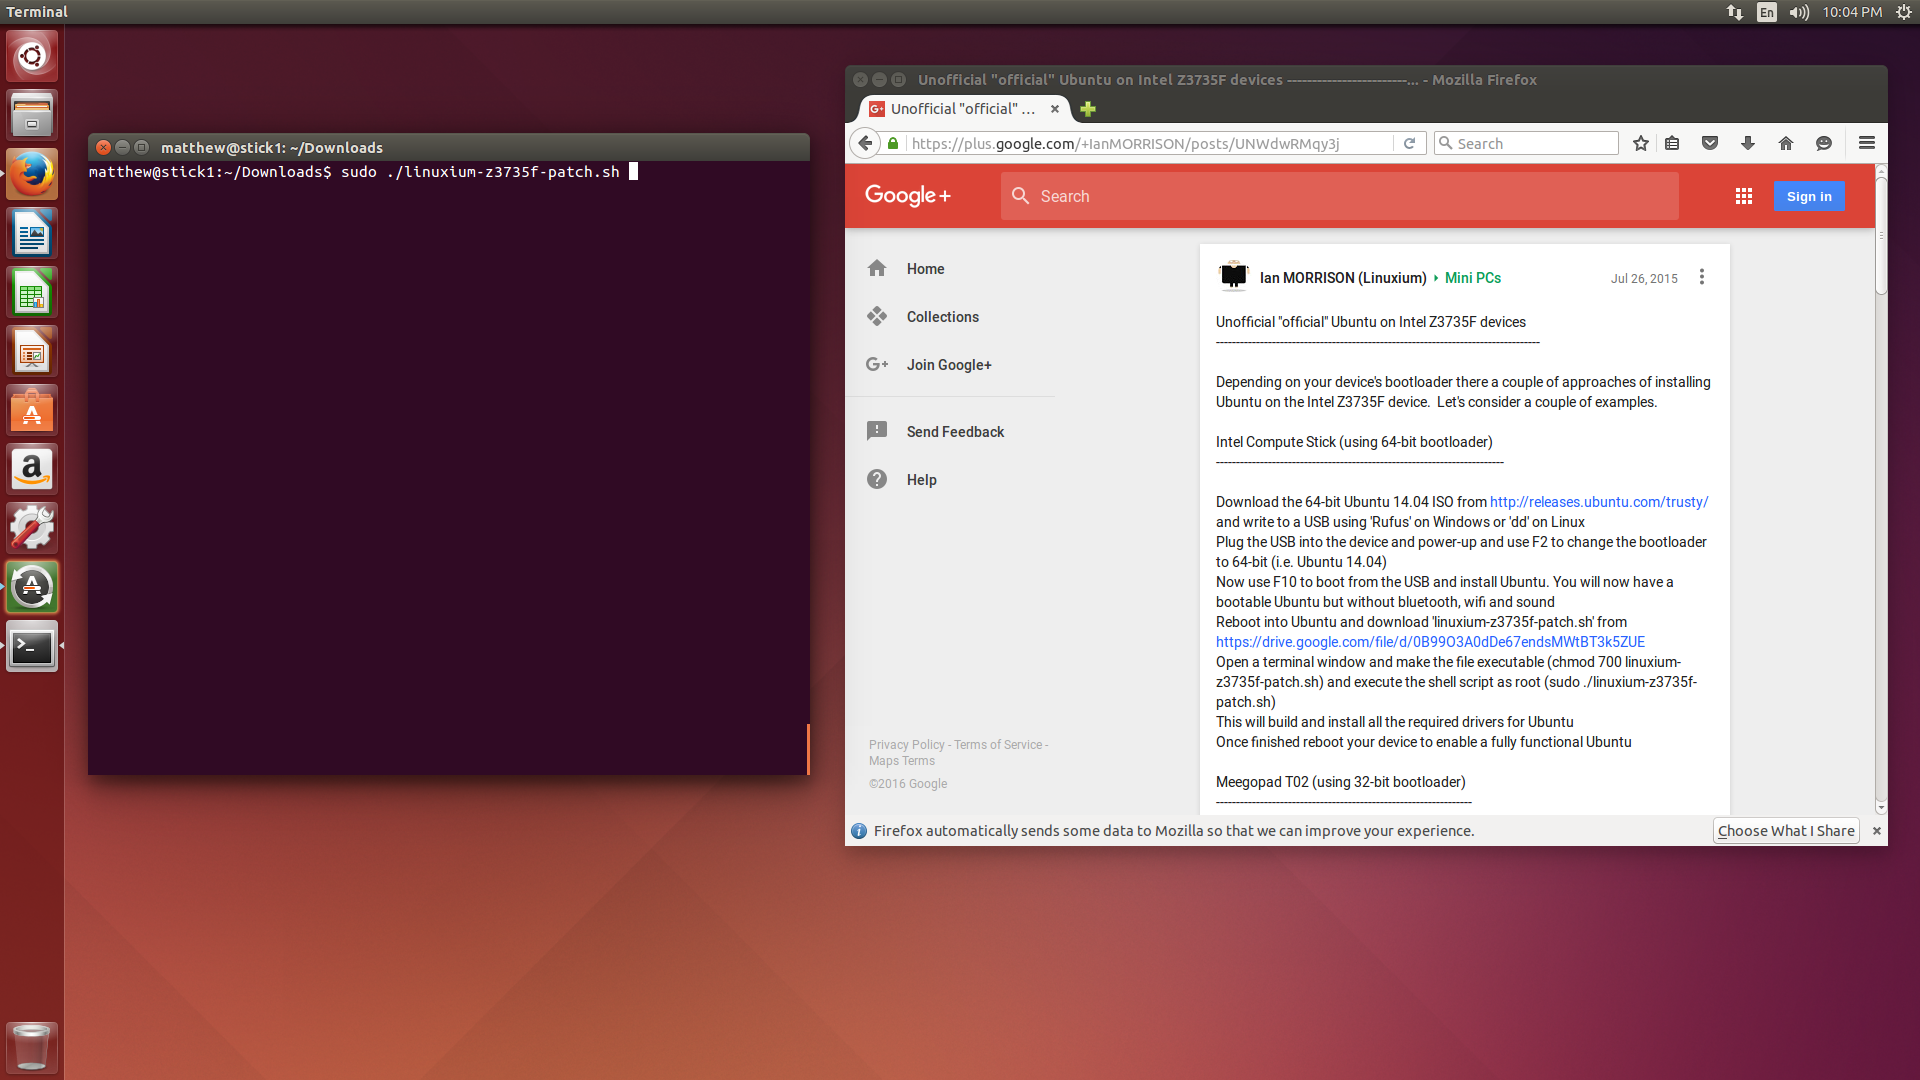 Terminal
En
10:04 PM
matthew@stick1: ~/Downloads
matthew@stick1:~/Downloads$ sudo ./linuxium-z3735f-patch.sh
Unofficial "official" Ubuntu on Intel Z3735F devices ------------------------... - Mozilla Firefox
G+ Unofficial "official" ...
https://plus.google.com/+IanMORRISON/posts/UNWdwRMqy3j
Search
Google+
Search
Sign in
Home
Collections
G+ Join Google+
Send Feedback
Help
Privacy Policy - Terms of Service -
Maps Terms
©2016 Google
Ian MORRISON (Linuxium) Mini PCs
Jul 26, 2015
Unofficial "official" Ubuntu on Intel Z3735F devices
---------------------------------------------------------------------------------
Depending on your device's bootloader there a couple of approaches of installing
Ubuntu on the Intel Z3735F device.  Let's consider a couple of examples.
Intel Compute Stick (using 64-bit bootloader)
------------------------------------------------------------------------
Download the 64-bit Ubuntu 14.04 ISO from http://releases.ubuntu.com/trusty/
and write to a USB using 'Rufus' on Windows or 'dd' on Linux
Plug the USB into the device and power-up and use F2 to change the bootloader
to 64-bit (i.e. Ubuntu 14.04)
Now use F10 to boot from the USB and install Ubuntu. You will now have a
bootable Ubuntu but without bluetooth, wifi and sound
Reboot into Ubuntu and download 'linuxium-z3735f-patch.sh' from
https://drive.google.com/file/d/0B99O3A0dDe67endsMWtBT3k5ZUE
Open a terminal window and make the file executable (chmod 700 linuxium-
z3735f-patch.sh) and execute the shell script as root (sudo ./linuxium-z3735f-
patch.sh)
This will build and install all the required drivers for Ubuntu
Once finished reboot your device to enable a fully functional Ubuntu
Meegopad T02 (using 32-bit bootloader)
----------------------------------------------------------------
Firefox automatically sends some data to Mozilla so that we can improve your experience.
Choose What I Share